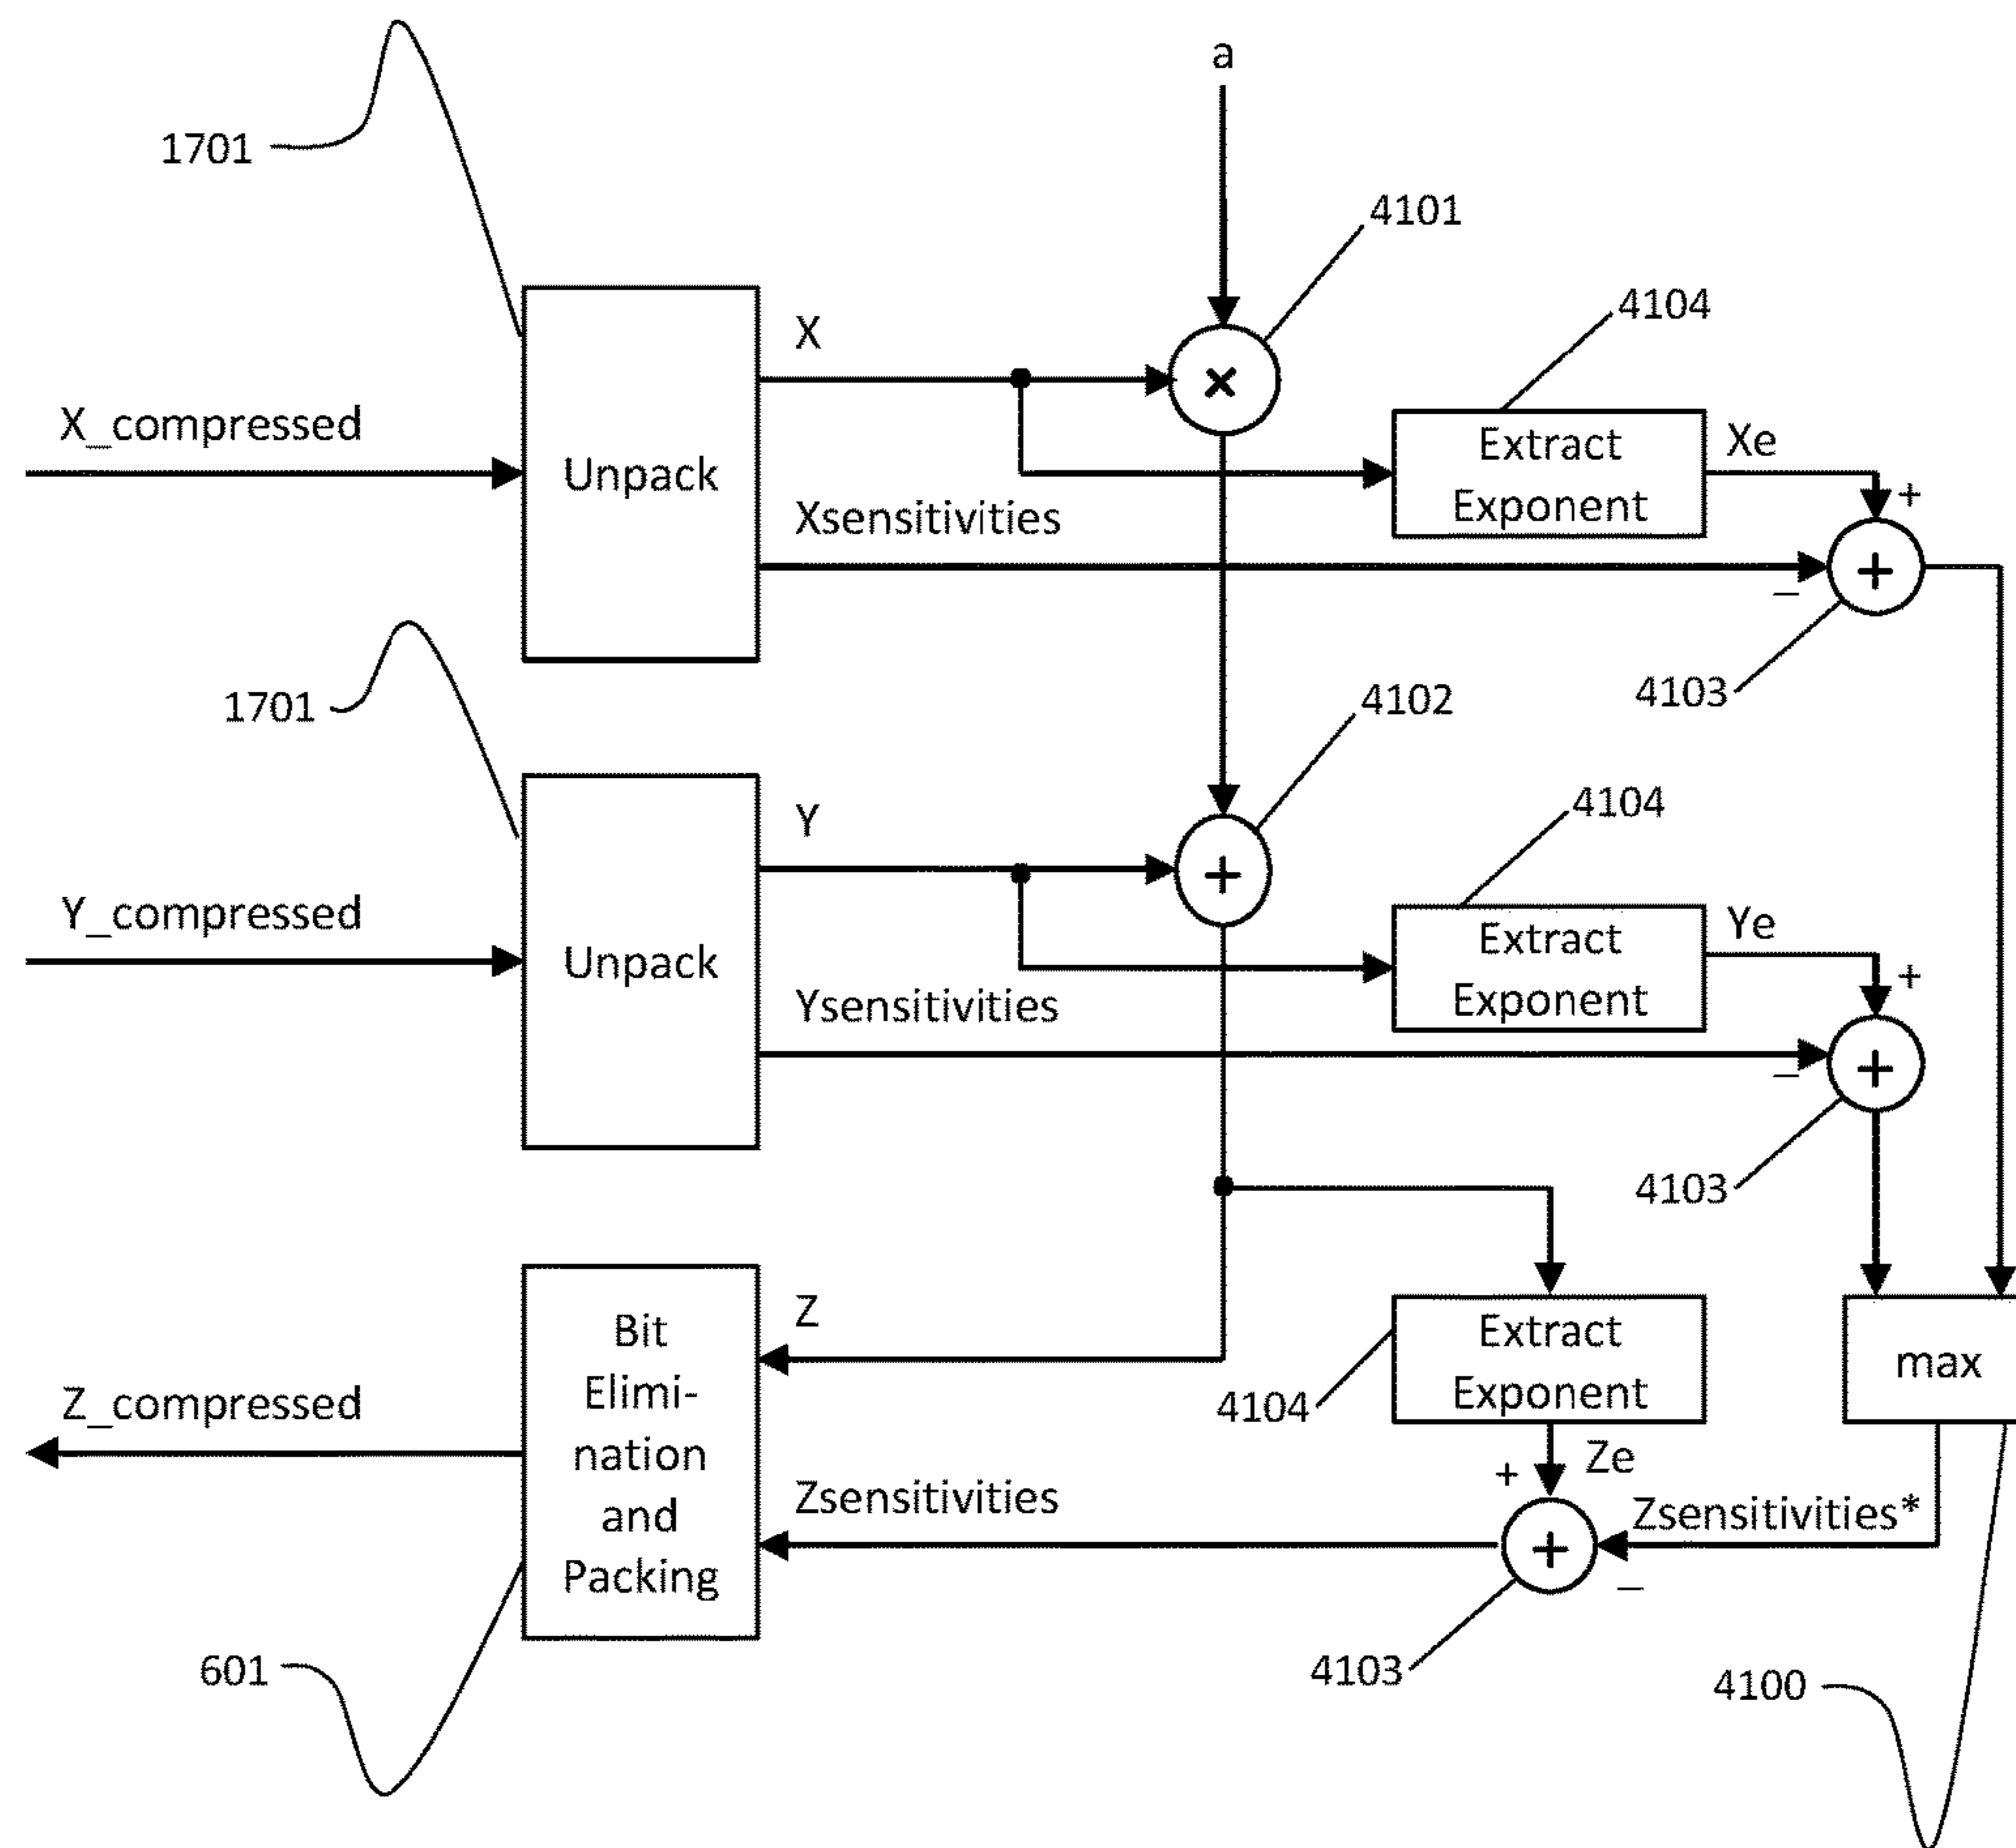 a
1701
4101
4104
X
X_compressed
Unpack
Extract
Exponent
Xe
+
Xsensitivities
×
+
–
4103
1701
4102
4104
Y
Y_compressed
Unpack
+
Extract
Exponent
Ye
+
Ysensitivities
+
–
4103
Bit
Elimi-
nation
and
Packing
Z
Z_compressed
Extract
Exponent
max
4104
Ze
+
Zsensitivities
Zsensitivities*
+
–
601
4103
4100